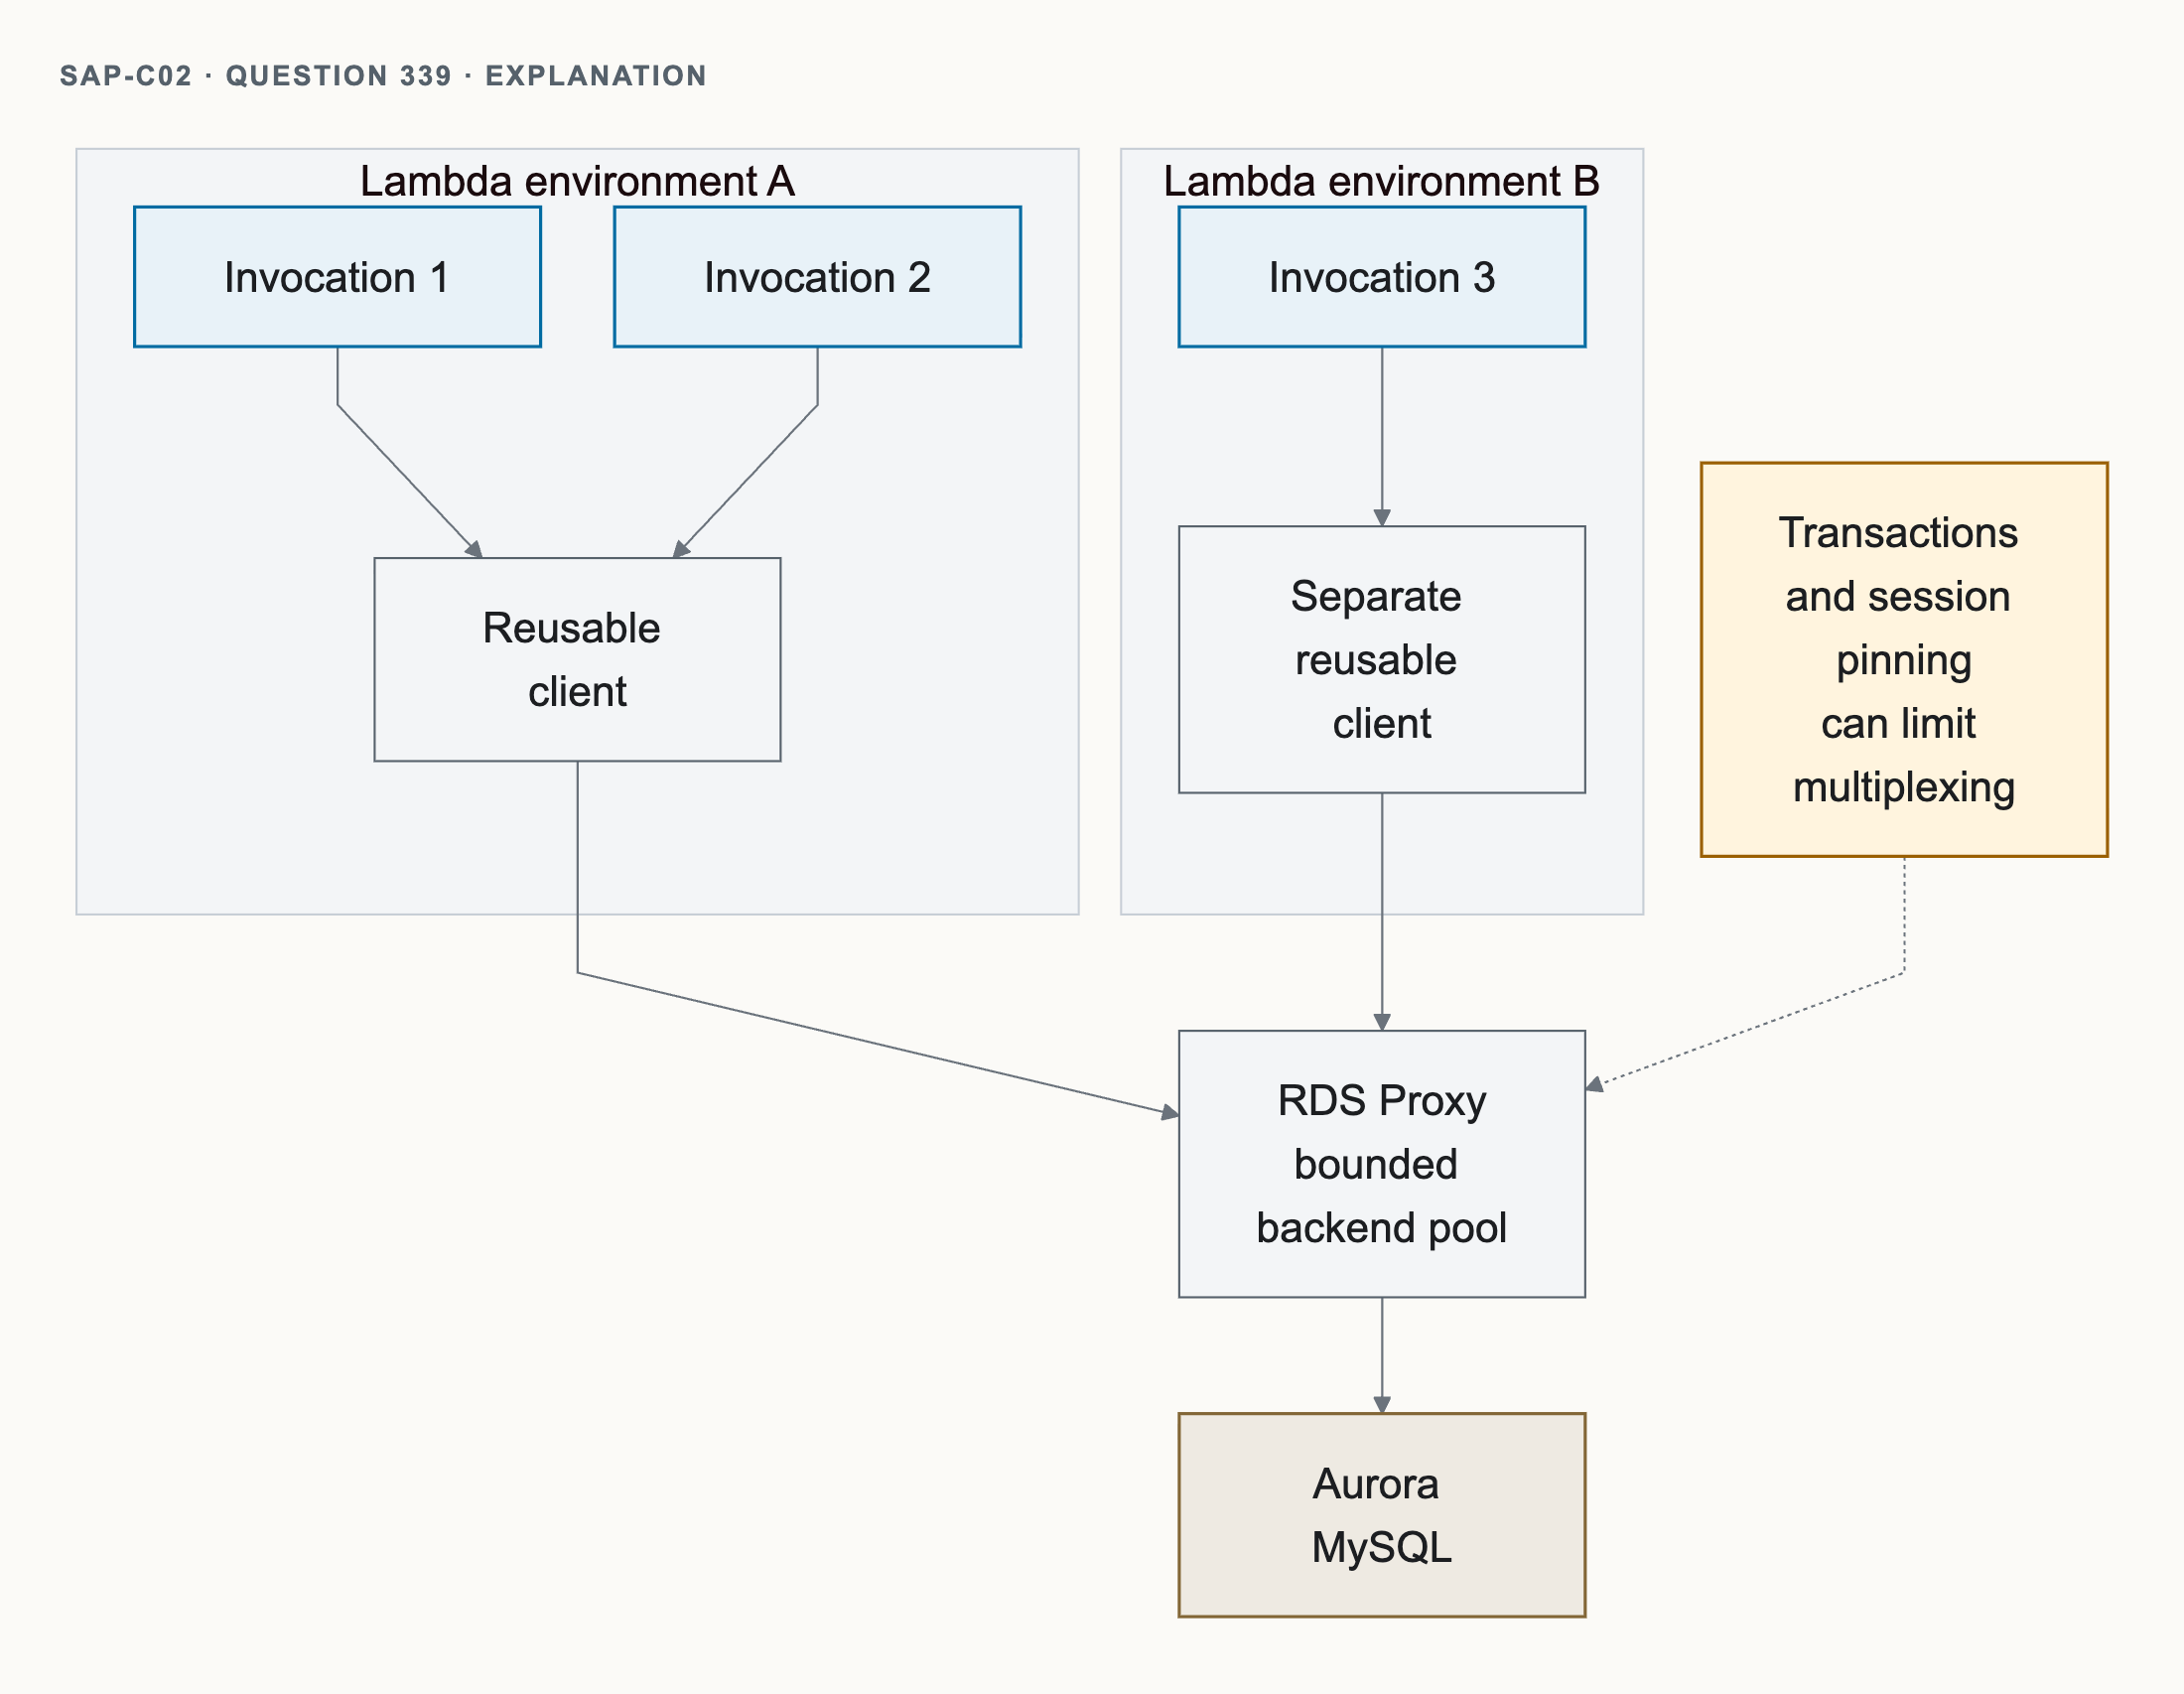 SAP-C02 · QUESTION 339 · EXPLANATION
Lambda environment A
Lambda environment B
Invocation 1
Invocation 2
Invocation 3
Reusable
client
Separate
reusable
client
Transactions
and session
pinning
can limit
multiplexing
RDS Proxy
bounded
backend pool
Aurora
MySQL